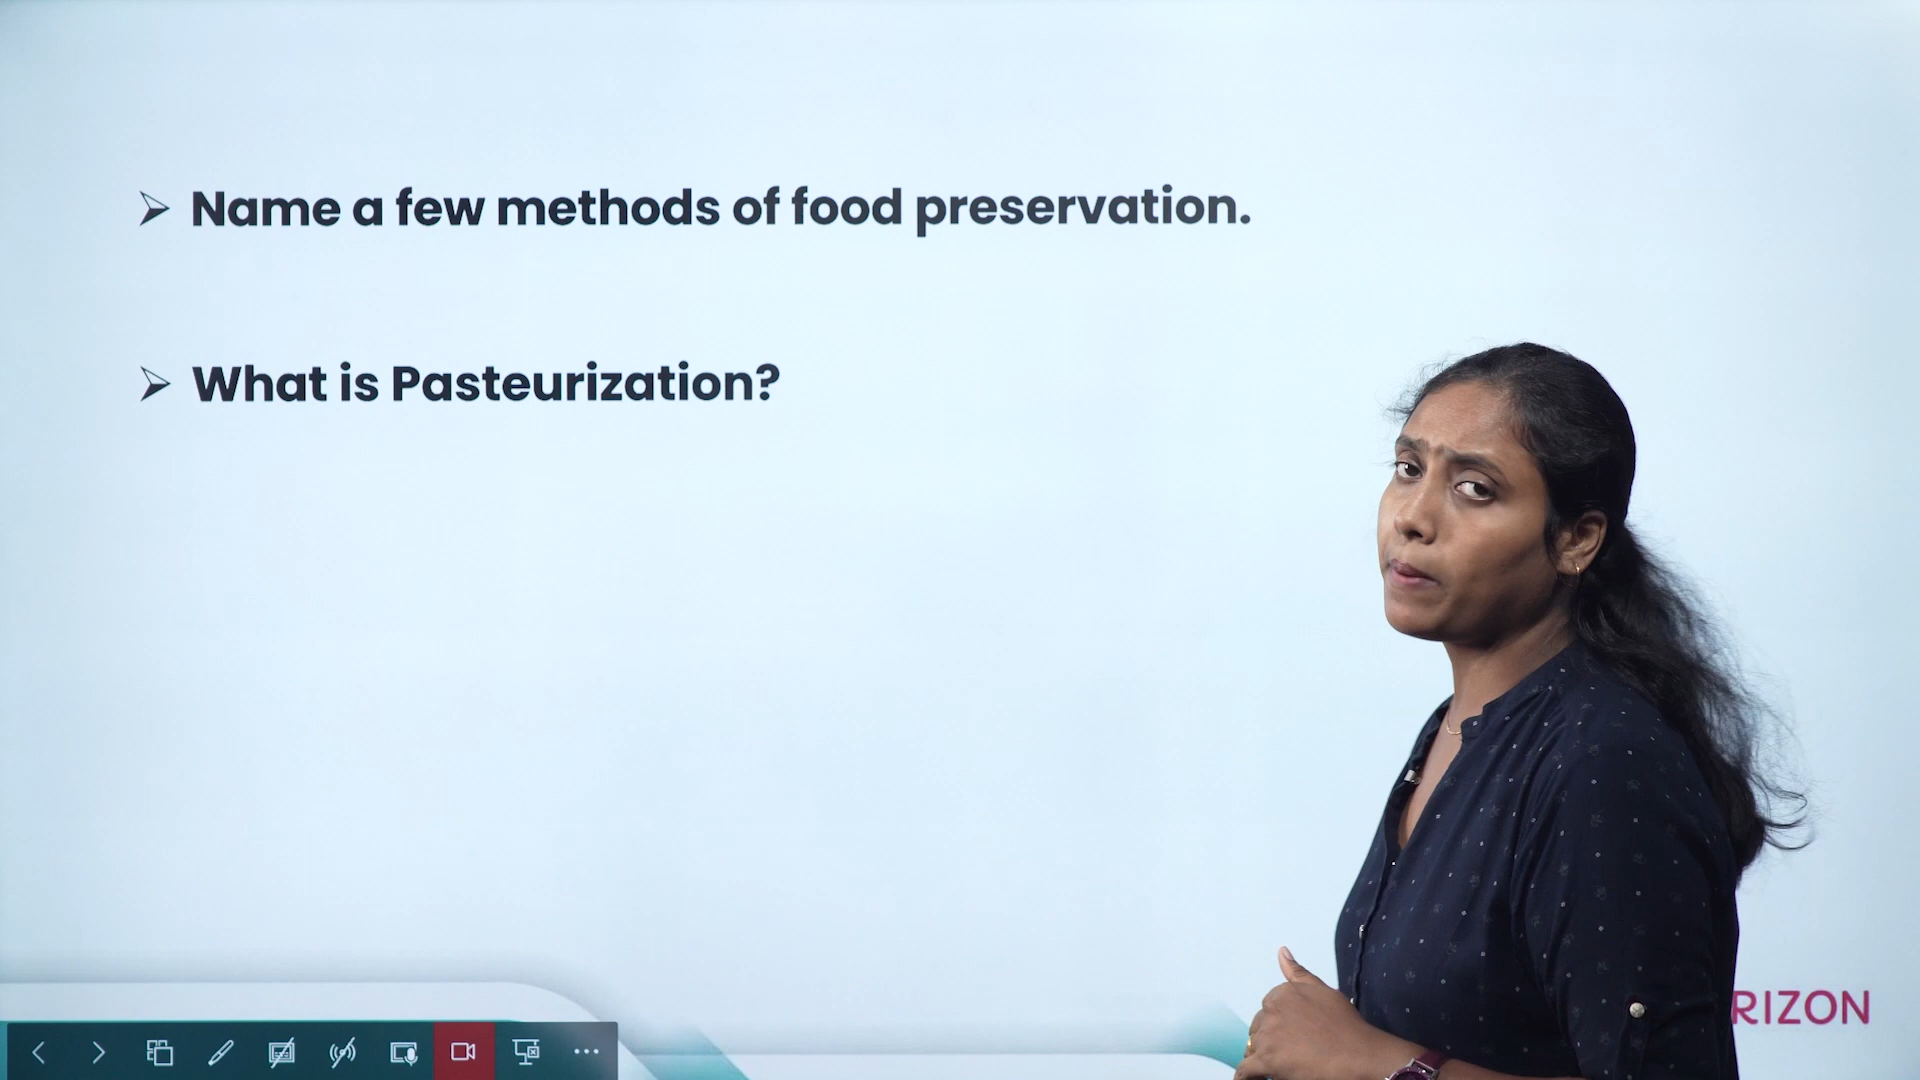 Name a few methods of food preservation.
What is Pasteurization?
RIZON